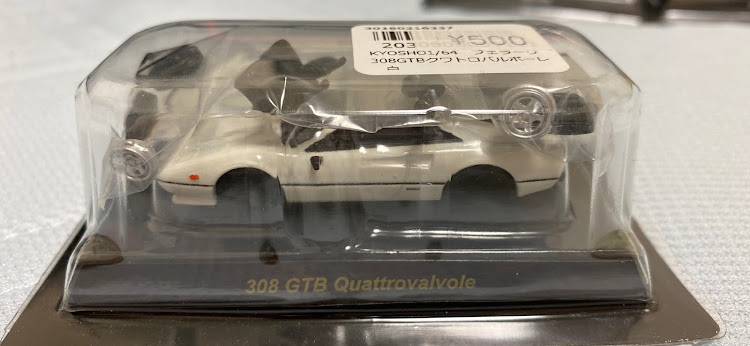 30160216337
203 ¥500
KYOSHO1/64 フェラーリ
308GTBクワトロバルボーレ
白
308 GTB Quattrovalvole